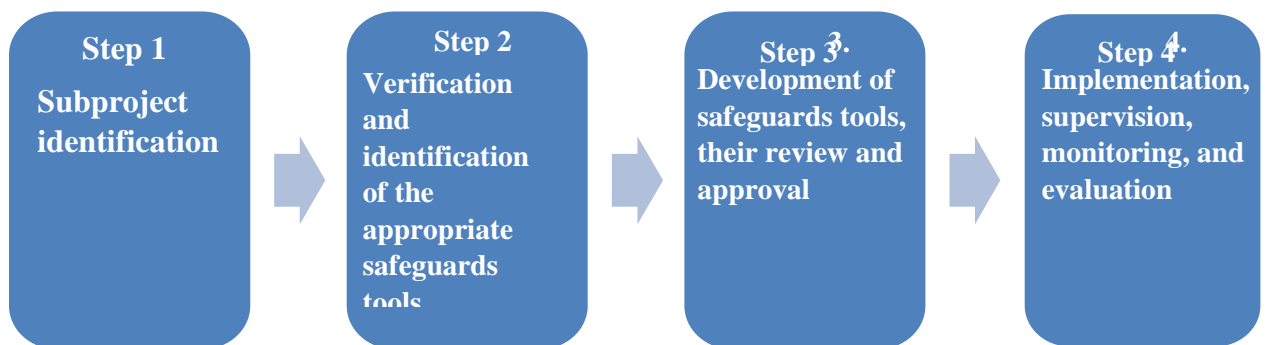 Step 1
Subproject
identification
Step 2
Verification
and
identification
of the
appropriate
safeguards
tools
3.
Step 3
Development of
safeguards tools,
their review and
approval
4.
Step 4
Implementation,
supervision,
monitoring, and
evaluation